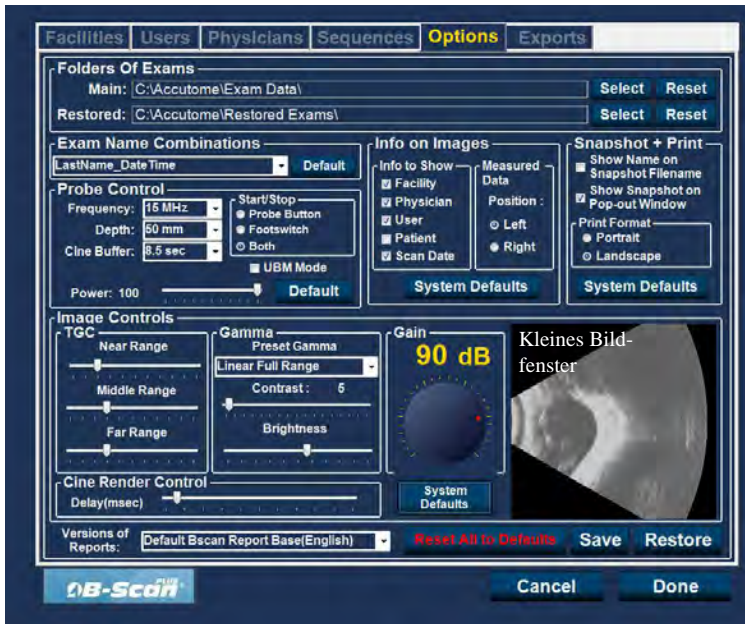 Facilities Users Physicians Sequences Options Exports
Folders Of Exams
Main: C:\Accutome\Exam Data\ Select Reset
Restored: C:\Accutome\Restored Exams\ Select Reset
Exam Name Combinations
LastName_DateTime Default
Probe Control
Frequency: 15 MHz
Depth: 50 mm
Cine Buffer: 8.5 sec
Start/Stop
Probe Button
Footswitch
Both
UBM Mode
Power: 100 Default
Info on Images
Info to Show
Facility
Physician
User
Patient
Scan Date
Measured
Data
Position :
Left
Right
System Defaults
Snapshot + Print
Show Name on
Snapshot Filename
Show Snapshot on
Pop-out Window
Print Format
Portrait
Landscape
System Defaults
Image Controls
TGC
Near Range
Middle Range
Far Range
Gamma
Preset Gamma
Linear Full Range
Contrast : 5
Brightness
Gain
90 dB
System
Defaults
Kleines Bild-
fenster
Cine Render Control
Delay(msec)
Versions of
Reports: Default Bscan Report Base(English) Reset All to Defaults Save Restore
B-Scan PLUS Cancel Done